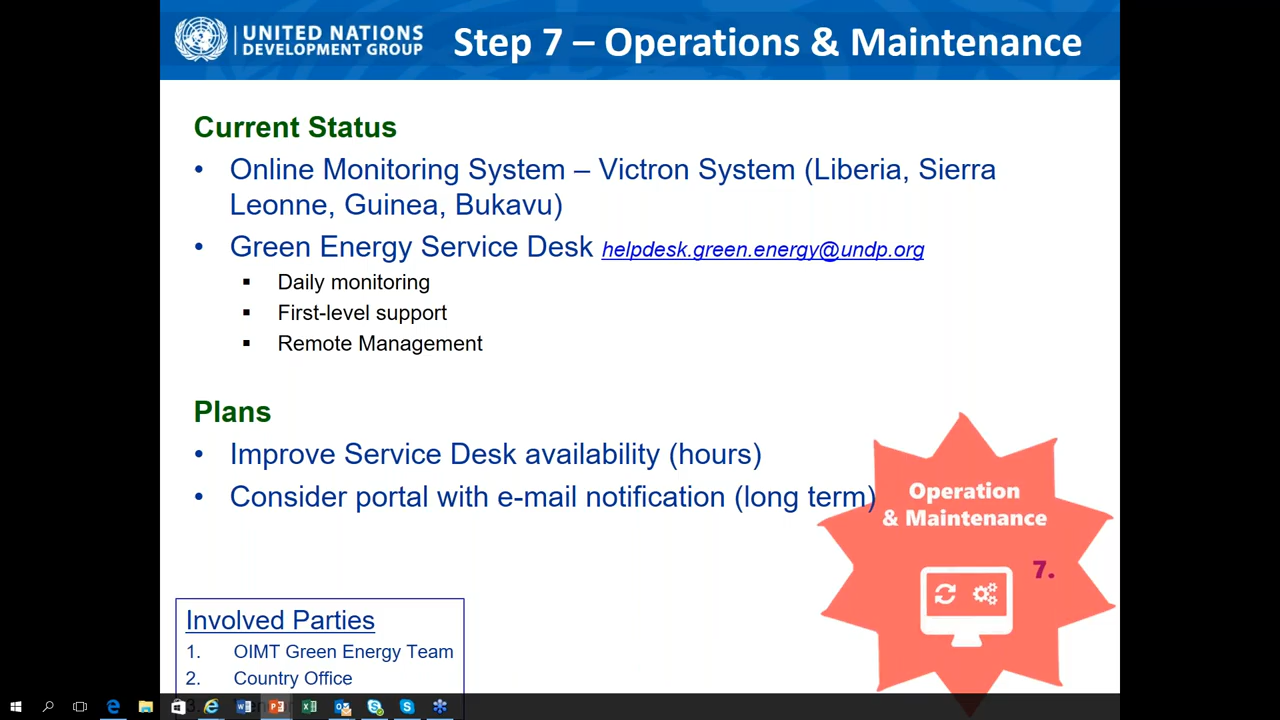 UNITED NATIONS
DEVELOPMENT GROUP
Step 7 – Operations & Maintenance
Current Status
• Online Monitoring System – Victron System (Liberia, Sierra
Leonne, Guinea, Bukavu)
• Green Energy Service Desk helpdesk.green.energy@undp.org
▪ Daily monitoring
▪ First-level support
▪ Remote Management
Plans
• Improve Service Desk availability (hours)
• Consider portal with e-mail notification (long term)
Operation
& Maintenance
7.
Involved Parties
1. OIMT Green Energy Team
2. Country Office